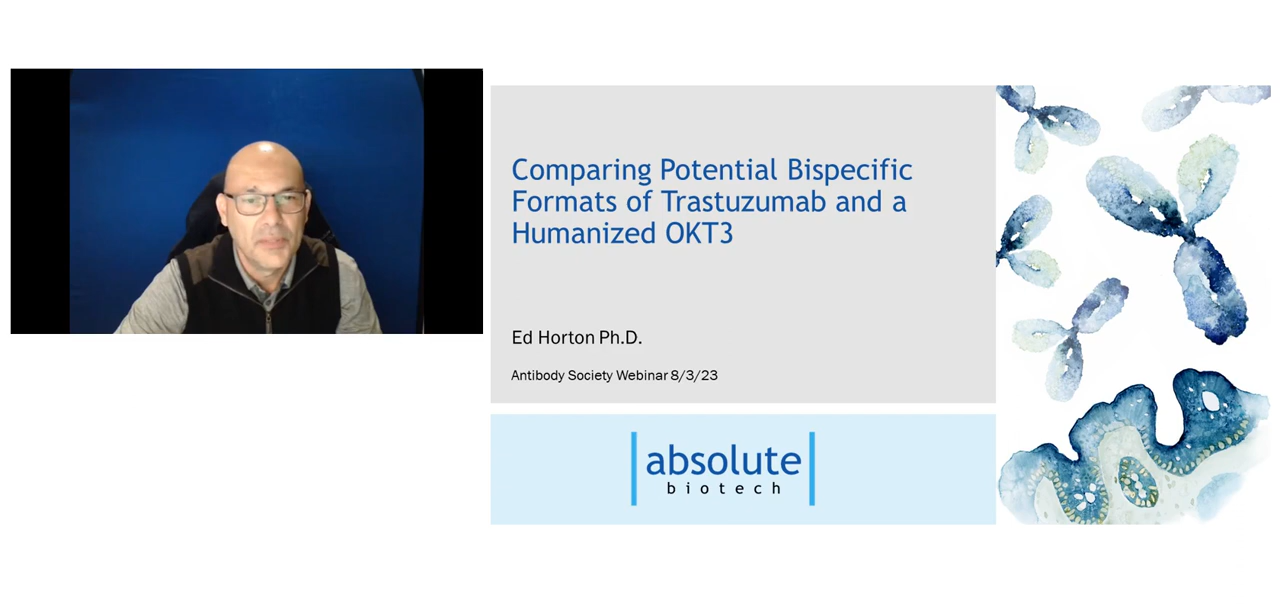 Comparing Potential Bispecific
Formats of Trastuzumab and a
Humanized OKT3
Ed Horton Ph.D.
Antibody Society Webinar 8/3/23
absolute
biotech